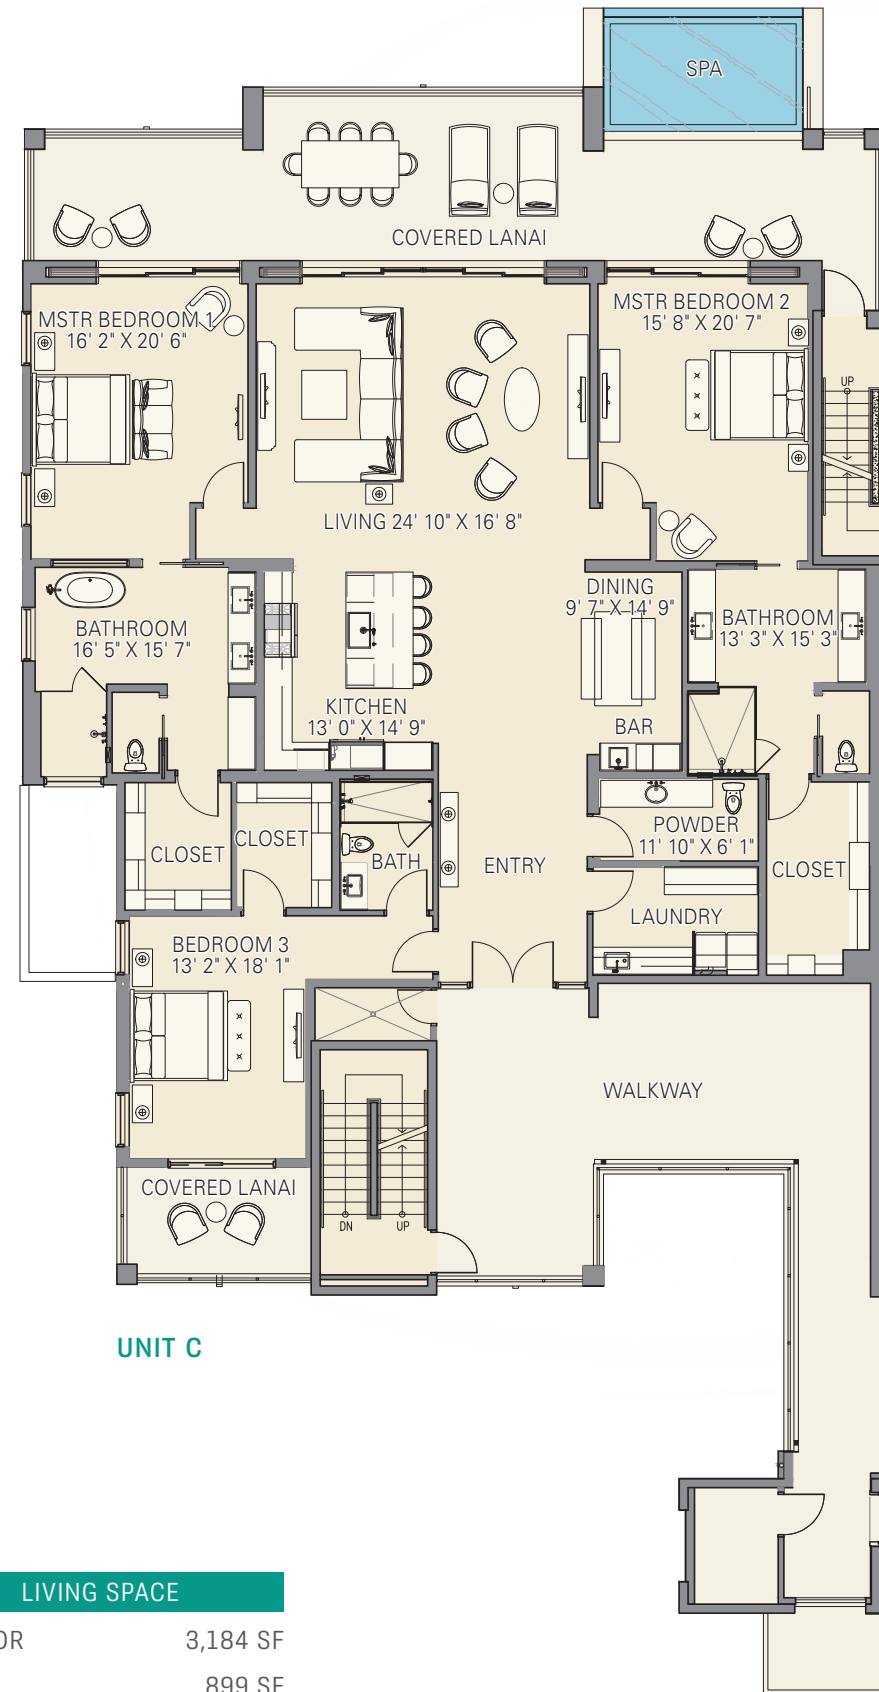 SPA
COVERED LANAI
MSTR BEDROOM 1
16' 2" X 20' 6"
MSTR BEDROOM 2
15' 8" X 20' 7"
UP
LIVING 24' 10" X 16' 8"
DINING
9' 7" X 14' 9"
BATHROOM
16' 5" X 15' 7"
BATHROOM
13' 3" X 15' 3"
KITCHEN
13' 0" X 14' 9"
BAR
CLOSET
CLOSET
BATH
ENTRY
POWDER
11' 10" X 6' 1"
CLOSET
LAUNDRY
BEDROOM 3
13' 2" X 18' 1"
WALKWAY
COVERED LANAI
DN
UP
UNIT C
LIVING SPACE
OR 3,184 SF
899 SF